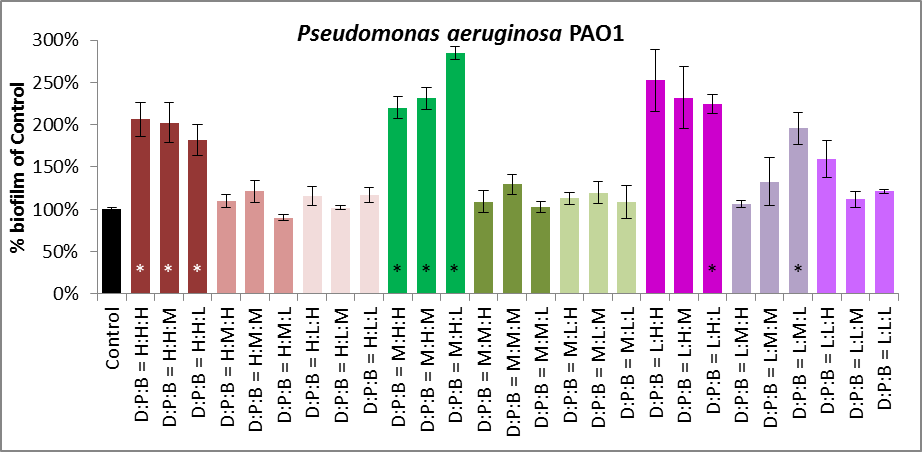 Pseudomonas aeruginosa PAO1
% biofilm of Control
300%
250%
200%
150%
100%
50%
0%
* * * * * * * *
Control
D:P:B = H:H:H
D:P:B = H:H:M
D:P:B = H:H:L
D:P:B = H:M:H
D:P:B = H:M:M
D:P:B = H:M:L
D:P:B = H:L:H
D:P:B = H:L:M
D:P:B = H:L:L
D:P:B = M:H:H
D:P:B = M:H:M
D:P:B = M:H:L
D:P:B = M:M:H
D:P:B = M:M:M
D:P:B = M:M:L
D:P:B = M:L:H
D:P:B = M:L:M
D:P:B = M:L:L
D:P:B = L:H:H
D:P:B = L:H:M
D:P:B = L:H:L
D:P:B = L:M:H
D:P:B = L:M:M
D:P:B = L:M:L
D:P:B = L:L:H
D:P:B = L:L:M
D:P:B = L:L:L